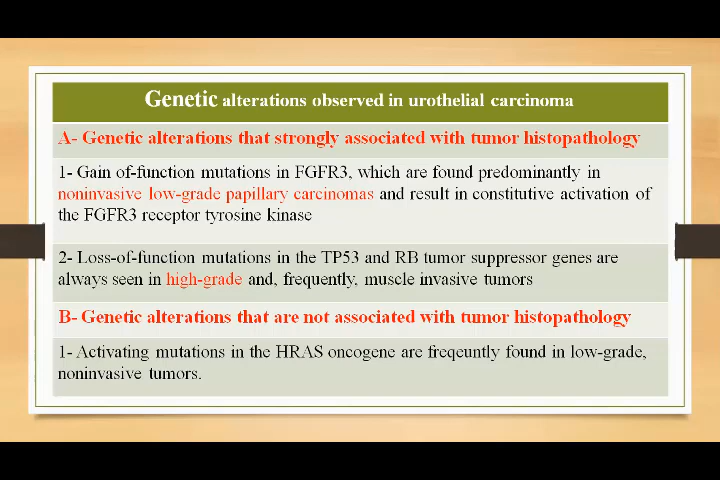 Genetic alterations observed in urothelial carcinoma
A- Genetic alterations that strongly associated with tumor histopathology
1- Gain of-function mutations in FGFR3, which are found predominantly in
noninvasive low-grade papillary carcinomas and result in constitutive activation of
the FGFR3 receptor tyrosine kinase
2- Loss-of-function mutations in the TP53 and RB tumor suppressor genes are
always seen in high-grade and, frequently, muscle invasive tumors
B- Genetic alterations that are not associated with tumor histopathology
1- Activating mutations in the HRAS oncogene are freqeuntly found in low-grade,
noninvasive tumors.